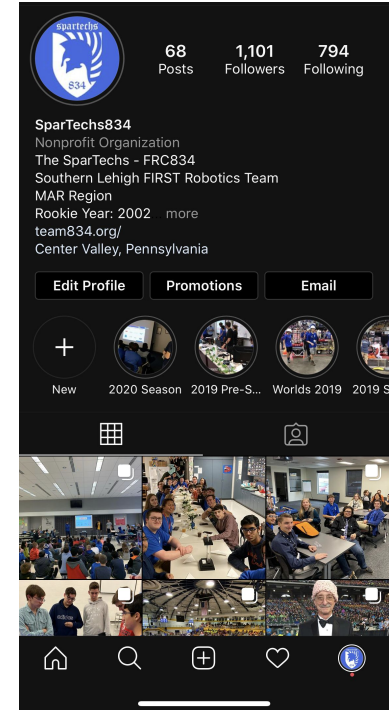 spartechs
834
68
1,101
794
Posts
Followers
Following
SparTechs834
Nonprofit Organization
The SparTechs - FRC834
Southern Lehigh FIRST Robotics Team
MAR Region
Rookie Year: 2002... more
team834.org/
Center Valley, Pennsylvania
Edit Profile
Promotions
Email
New
2020 Season
2019 Pre-S...
Worlds 2019
2019 S